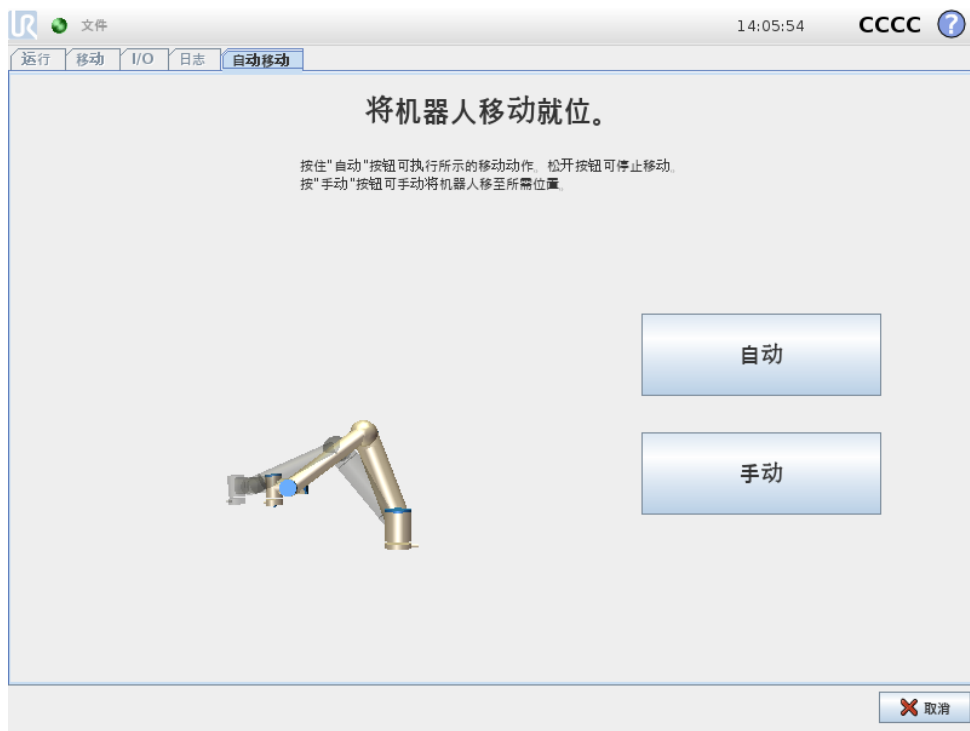 UR 文件 14:05:54 CCCC ?
运行 移动 I/O 日志 自动移动
将机器人移动就位。
按住"自动"按钮可执行所示的移动动作。松开按钮可停止移动。
按"手动"按钮可手动将机器人移至所需位置。
自动
手动
取消